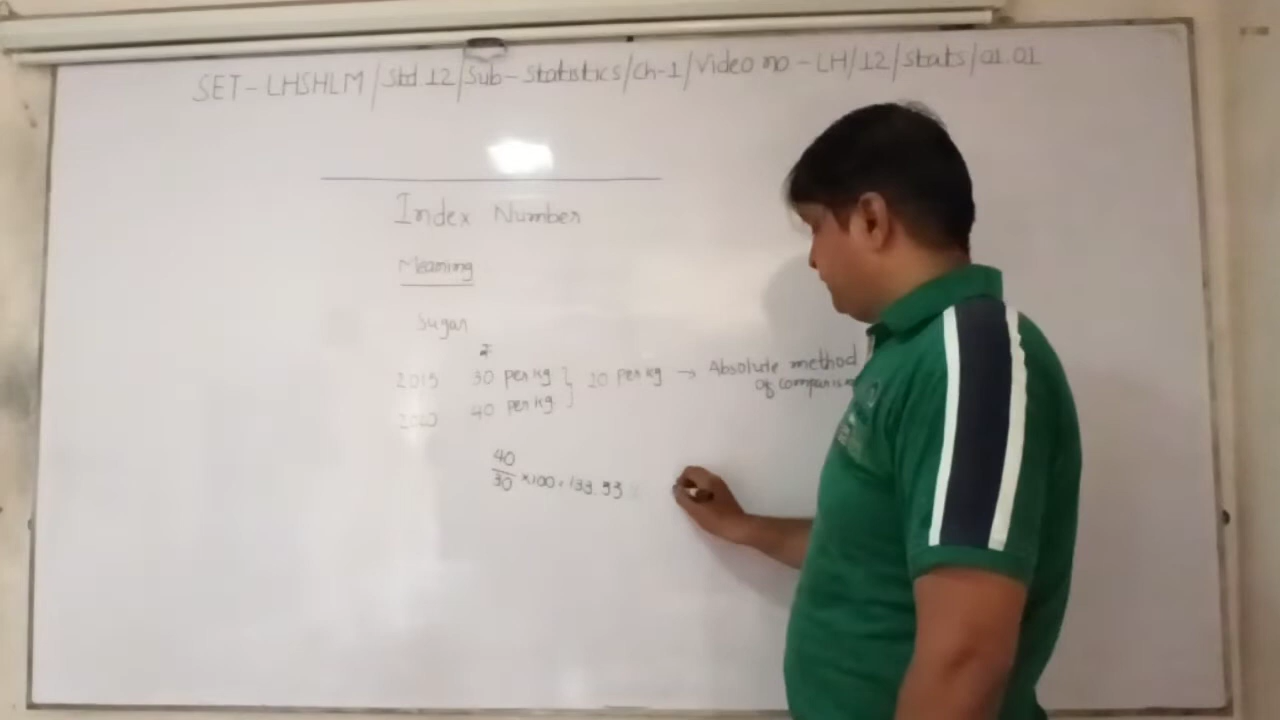 SET-LHSHLM/Std.12/Sub-Statistics/Ch-1/Video no-LH/12/Stats/01.01
Index Number
Meaning
Sugar
₹
2015 30 per kg } 10 per kg → Absolute method
of comparison
2020 40 per kg
40
30 ×100 = 133.33